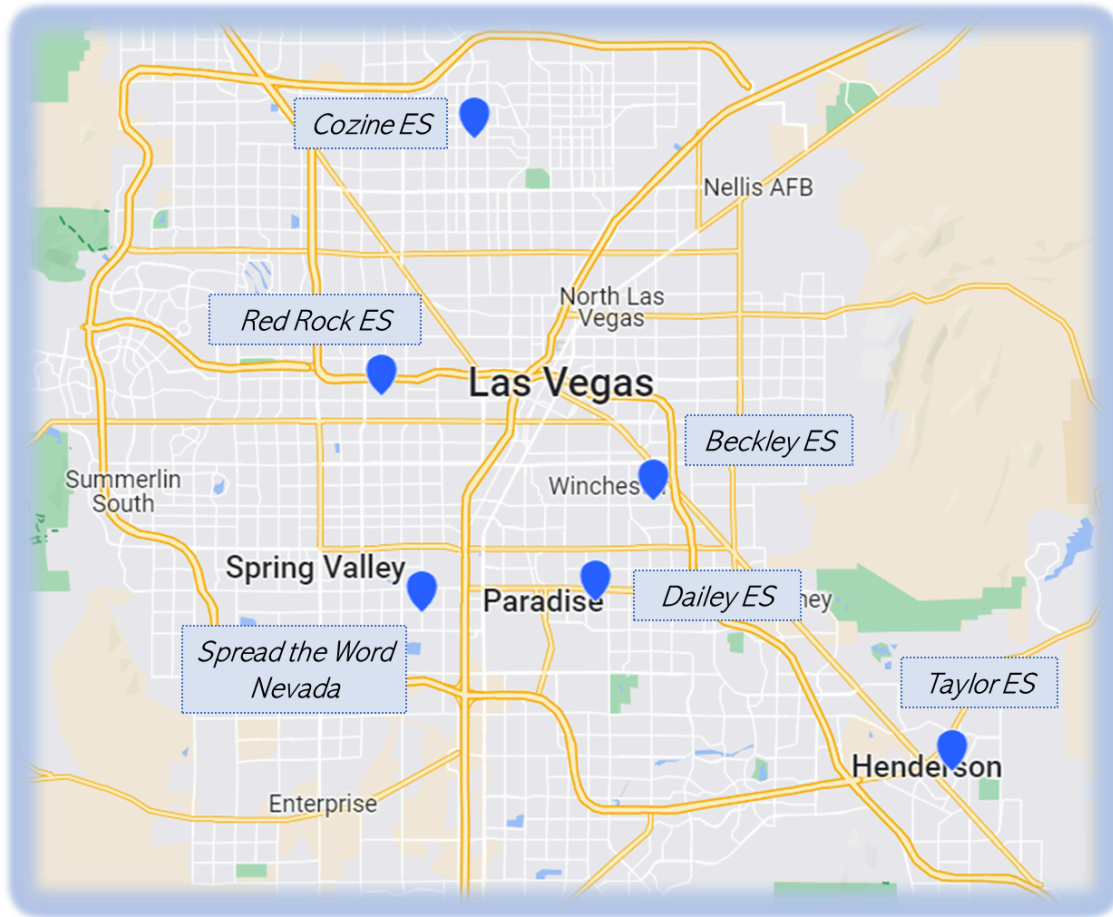 Cozine ES
Nellis AFB
Red Rock ES
North Las
Vegas
Las Vegas
Beckley ES
Summerlin
South
Spring Valley
Paradise
Dailey ES
Spread the Word
Nevada
Taylor ES
Henderson
Enterprise